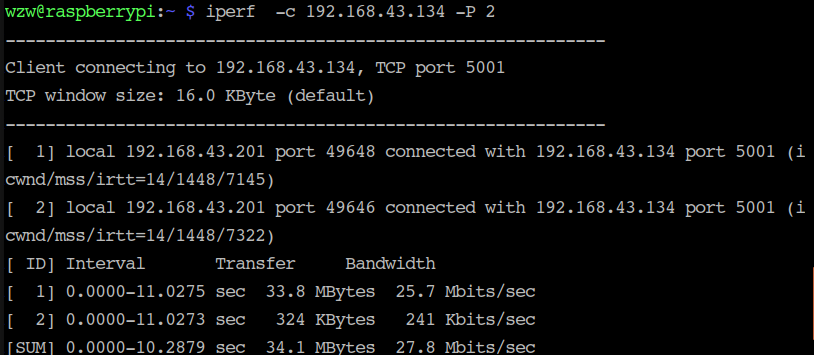 wzw@raspberrypi:~ $ iperf  -c 192.168.43.134 -P 2
------------------------------------------------------------
Client connecting to 192.168.43.134, TCP port 5001
TCP window size: 16.0 KByte (default)
------------------------------------------------------------
[  1] local 192.168.43.201 port 49648 connected with 192.168.43.134 port 5001 (i
cwnd/mss/irtt=14/1448/7145)
[  2] local 192.168.43.201 port 49646 connected with 192.168.43.134 port 5001 (i
cwnd/mss/irtt=14/1448/7322)
[ ID] Interval       Transfer     Bandwidth
[  1] 0.0000-11.0275 sec  33.8 MBytes  25.7 Mbits/sec
[  2] 0.0000-11.0273 sec   324 KBytes   241 Kbits/sec
[SUM] 0.0000-10.2879 sec  34.1 MBytes  27.8 Mbits/sec